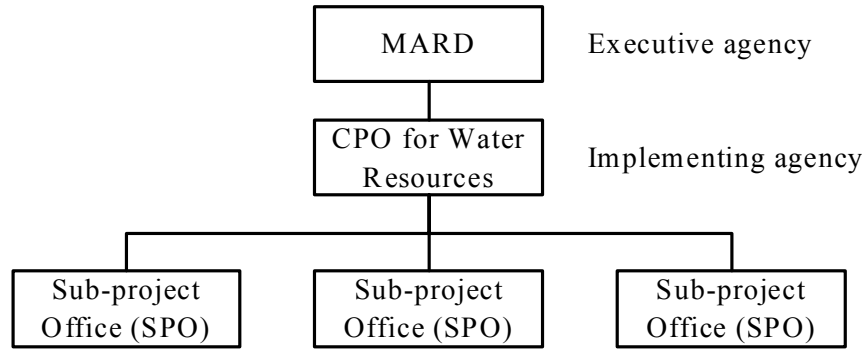 MARD
Executive agency
CPO for Water
Resources
Implementing agency
Sub-project
Office (SPO)
Sub-project
Office (SPO)
Sub-project
Office (SPO)